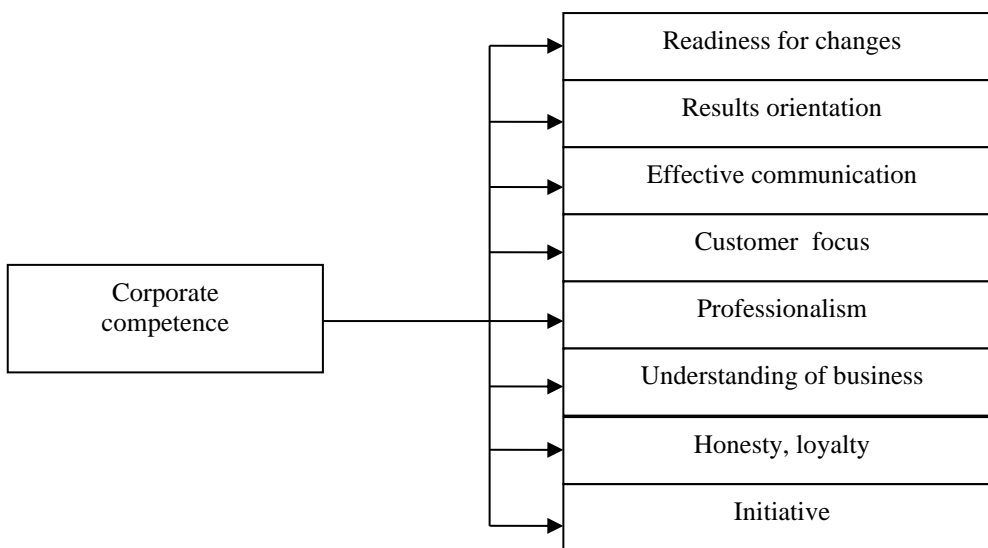 Corporate
competence
Readiness for changes
Results orientation
Effective communication
Customer  focus
Professionalism
Understanding of business
Honesty, loyalty
Initiative